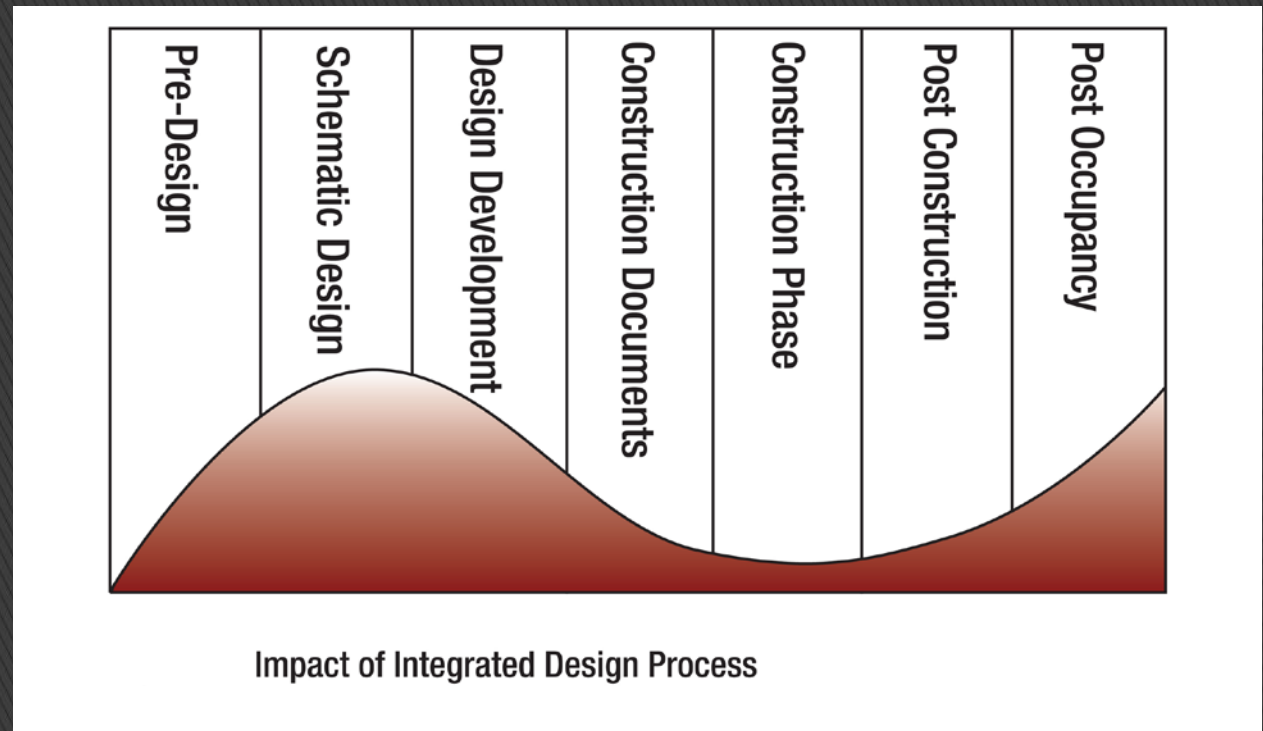 Pre-Design
Schematic Design
Design Development
Construction Documents
Construction Phase
Post Construction
Post Occupancy
Impact of Integrated Design Process